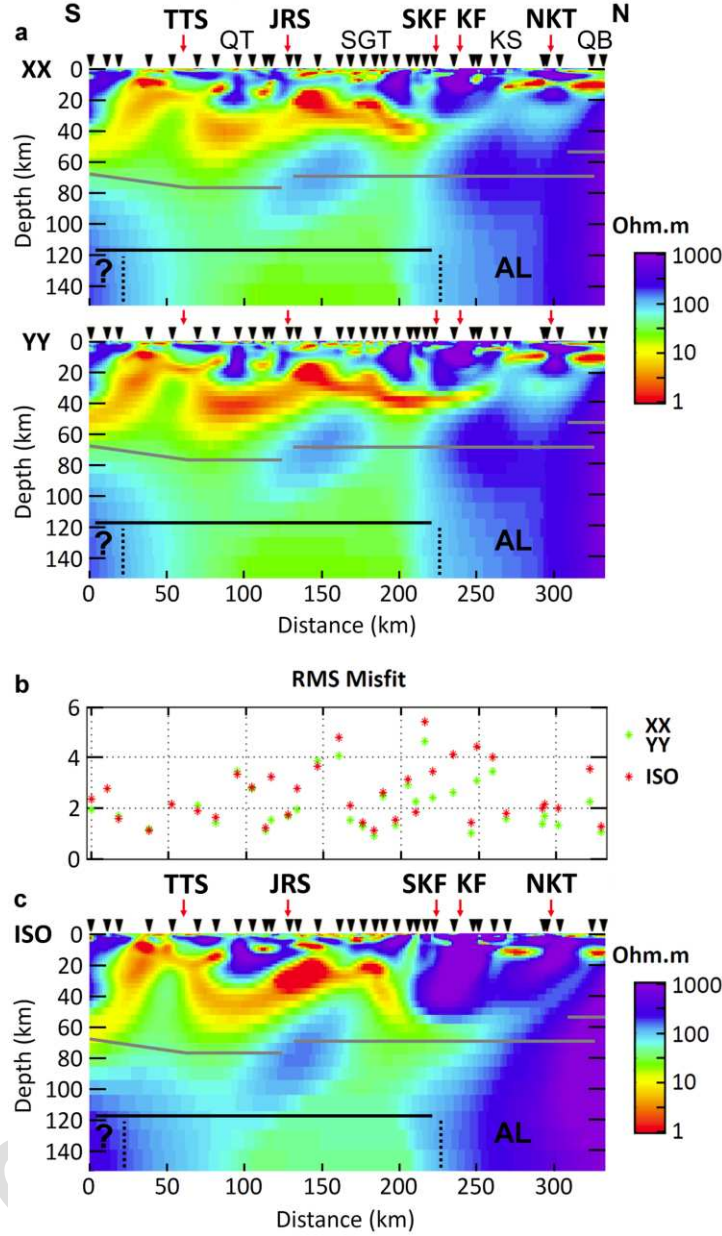 S N
TTS JRS SKF KF NKT
QT SGT KS QB
a
XX
0
20
40
60
80
100
120
140
Depth (km)
? AL
Ohm.m
1000
100
10
1
YY
0
20
40
60
80
100
120
140
Depth (km)
? AL
0 50 100 150 200 250 300
Distance (km)
b
RMS Misfit
6
4
2
0
XX
YY
ISO
TTS JRS SKF KF NKT
c
ISO
0
20
40
60
80
100
120
140
Depth (km)
? AL
Ohm.m
1000
100
10
1
0 50 100 150 200 250 300
Distance (km)